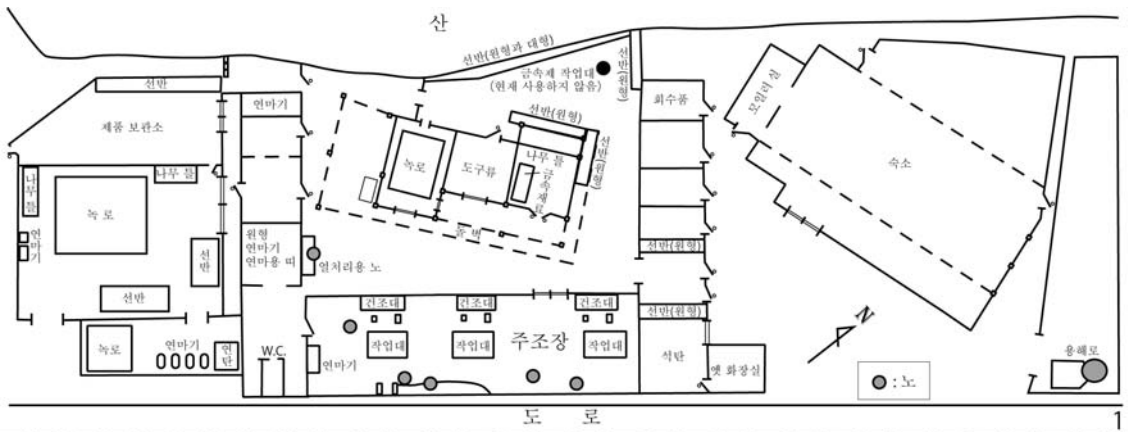 산
선반(원형과 대형)
선반(원형)
금속제 작업대
(현재 사용하지 않음)
선반
제품 보관소
연마기
선반(원형)
선반(원형)
회수품
보일러 실
숙소
녹로
도구류
나무 틀
금속재료
나무 틀
나무 틀
녹 로
연마기
선반
선반
원형
연마기
연마용 띠
열처리용 노
돌 벽
선반(원형)
선반(원형)
건조대
건조대
건조대
작업대
작업대
작업대
주조장
연마기
녹로
연마기
연탄
W.C.
석탄
옛 화장실
N
: 노
용해로
도 로
1